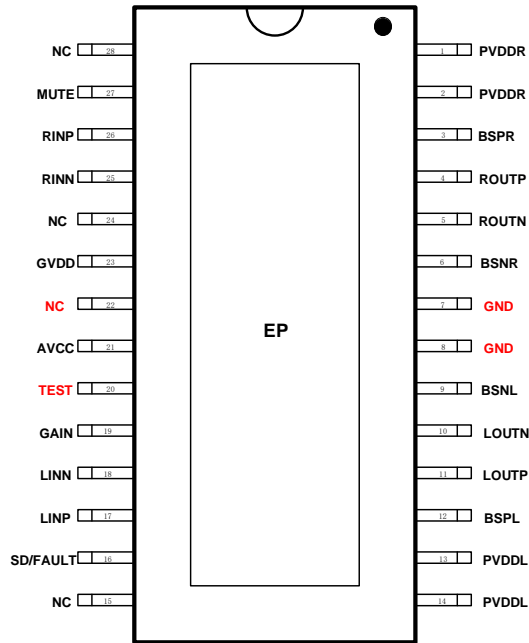 NC 28 1 PVDDR
MUTE 27 2 PVDDR
RINP 26 3 BSPR
RINN 25 4 ROUTP
NC 24 5 ROUTN
GVDD 23 6 BSNR
NC 22 7 GND
EP
AVCC 21 8 GND
TEST 20 9 BSNL
GAIN 19 10 LOUTN
LINN 18 11 LOUTP
LINP 17 12 BSPL
SD/FAULT 16 13 PVDDL
NC 15 14 PVDDL